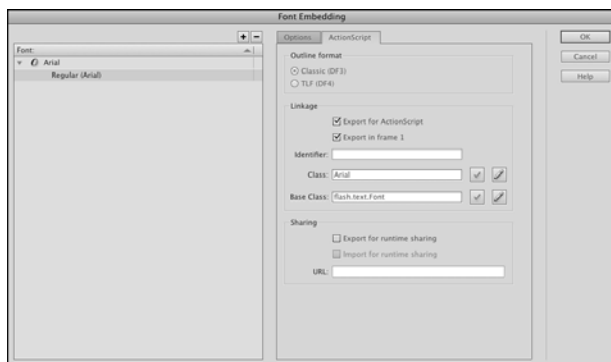 Font Embedding
+ −
Font:
Arial
Regular (Arial)
Options ActionScript
Outline format
Classic (DF3)
TLF (DF4)
Linkage
Export for ActionScript
Export in frame 1
Identifier:
Class: Arial
Base Class: flash.text.Font
Sharing
Export for runtime sharing
Import for runtime sharing
URL:
OK
Cancel
Help